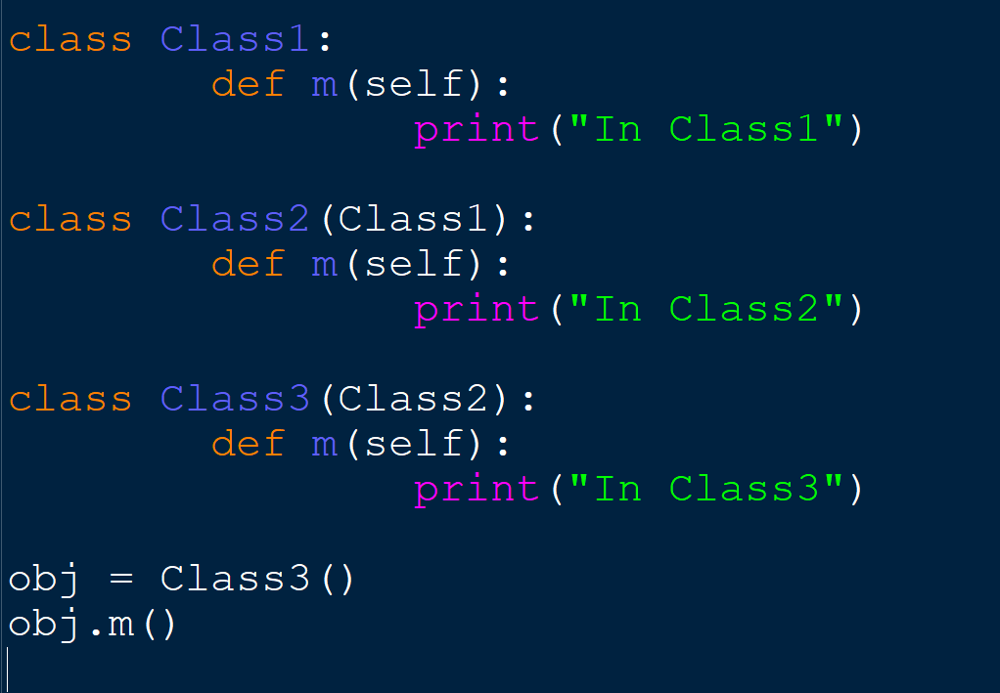 class Class1:
        def m(self):
                print("In Class1")

class Class2(Class1):
        def m(self):
                print("In Class2")

class Class3(Class2):
        def m(self):
                print("In Class3")

obj = Class3()
obj.m()